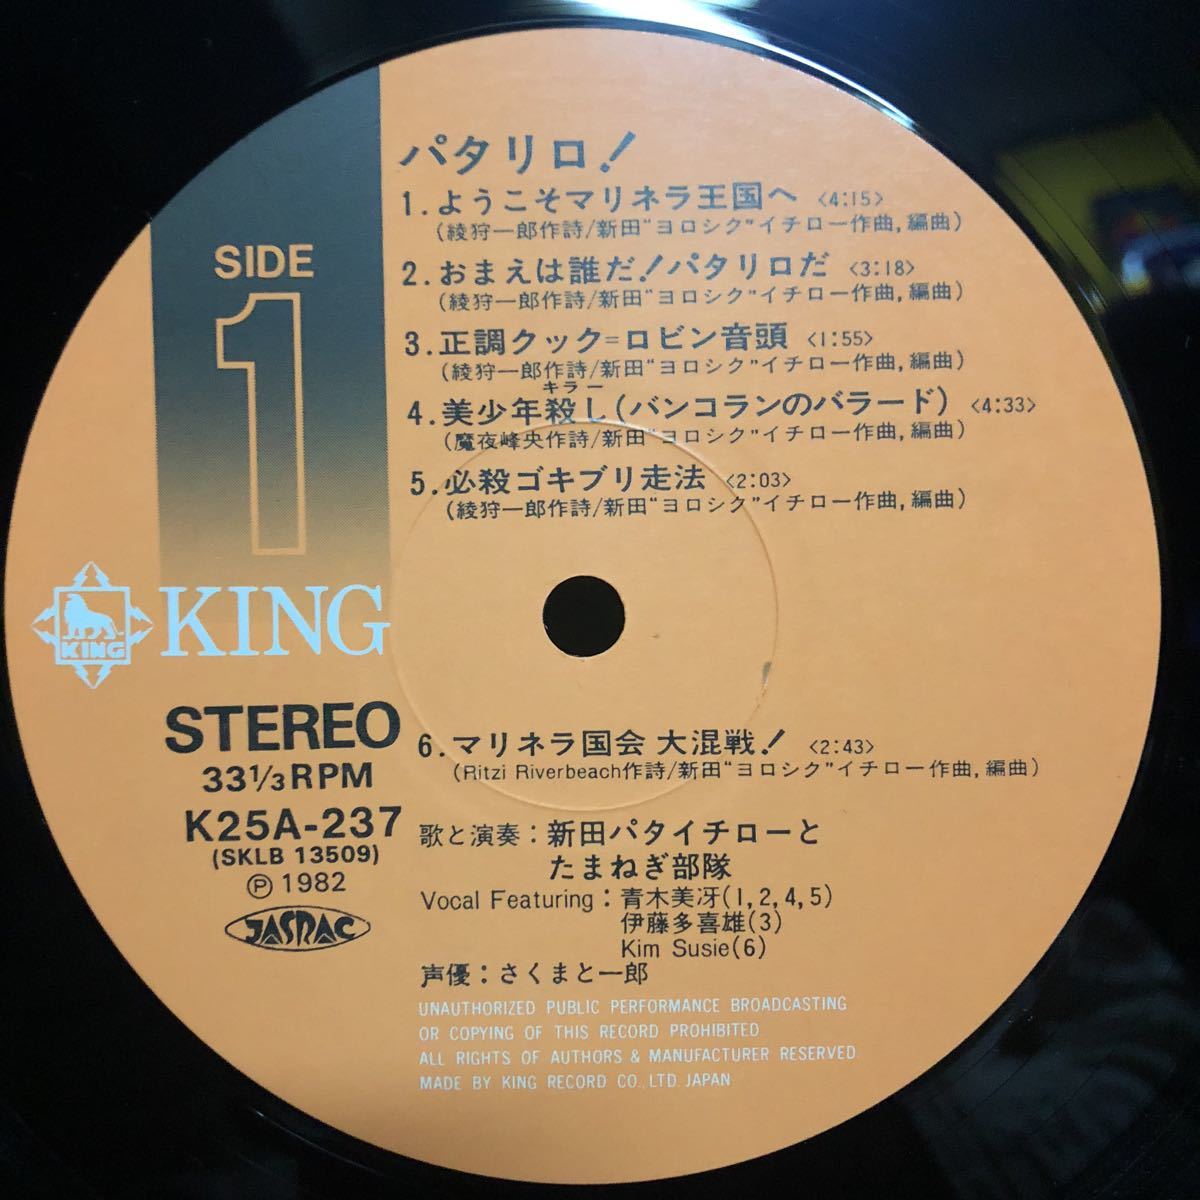 パタリロ!
1.ようこそマリネラ王国へ <4:15>
(綾狩一郎作詩/新田“ヨロシク”イチロー作曲,編曲)
2.おまえは誰だ!パタリロだ <3:18>
(綾狩一郎作詩/新田“ヨロシク”イチロー作曲,編曲)
3.正調クック=ロビン音頭 <1:55>
(綾狩一郎作詩/新田“ヨロシク”イチロー作曲,編曲)
キラー
4.美少年殺し(バンコランのバラード) <4:33>
(魔夜峰央作詩/新田“ヨロシク”イチロー作曲,編曲)
5.必殺ゴキブリ走法 <2:03>
(綾狩一郎作詩/新田“ヨロシク”イチロー作曲,編曲)
SIDE
1
KING
KING
STEREO
33 1/3 RPM
K25A-237
(SKLB 13509)
Ⓟ 1982
JASRAC
6.マリネラ国会 大混戦! <2:43>
(Ritzi Riverbeach作詩/新田“ヨロシク”イチロー作曲,編曲)
歌と演奏:新田パタイチローと
たまねぎ部隊
Vocal Featuring:青木美冴(1,2,4,5)
伊藤多喜雄(3)
Kim Susie(6)
声優:さくまと一郎
UNAUTHORIZED PUBLIC PERFORMANCE BROADCASTING
OR COPYING OF THIS RECORD PROHIBITED
ALL RIGHTS OF AUTHORS & MANUFACTURER RESERVED
MADE BY KING RECORD CO., LTD. JAPAN